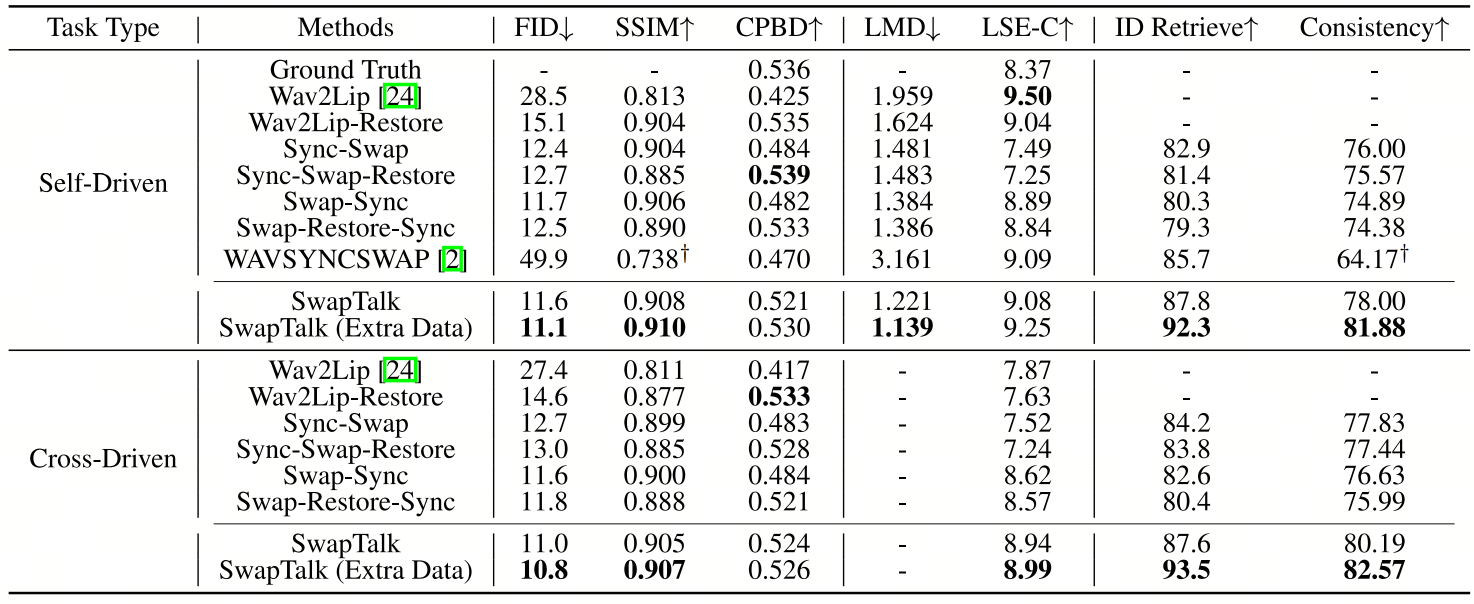 Task Type Methods FID↓ SSIM↑ CPBD↑ LMD↓ LSE-C↑ ID Retrieve↑ Consistency↑
Ground Truth - - 0.536 - 8.37 - -
Wav2Lip [24] 28.5 0.813 0.425 1.959 9.50 - -
Wav2Lip-Restore 15.1 0.904 0.535 1.624 9.04 - -
Sync-Swap 12.4 0.904 0.484 1.481 7.49 82.9 76.00
Self-Driven Sync-Swap-Restore 12.7 0.885 0.539 1.483 7.25 81.4 75.57
Swap-Sync 11.7 0.906 0.482 1.384 8.89 80.3 74.89
Swap-Restore-Sync 12.5 0.890 0.533 1.386 8.84 79.3 74.38
WAVSYNCSWAP [2] 49.9 0.738† 0.470 3.161 9.09 85.7 64.17†
SwapTalk 11.6 0.908 0.521 1.221 9.08 87.8 78.00
SwapTalk (Extra Data) 11.1 0.910 0.530 1.139 9.25 92.3 81.88
Wav2Lip [24] 27.4 0.811 0.417 - 7.87 - -
Wav2Lip-Restore 14.6 0.877 0.533 - 7.63 - -
Sync-Swap 12.7 0.899 0.483 - 7.52 84.2 77.83
Cross-Driven Sync-Swap-Restore 13.0 0.885 0.528 - 7.24 83.8 77.44
Swap-Sync 11.6 0.900 0.484 - 8.62 82.6 76.63
Swap-Restore-Sync 11.8 0.888 0.521 - 8.57 80.4 75.99
SwapTalk 11.0 0.905 0.524 - 8.94 87.6 80.19
SwapTalk (Extra Data) 10.8 0.907 0.526 - 8.99 93.5 82.57